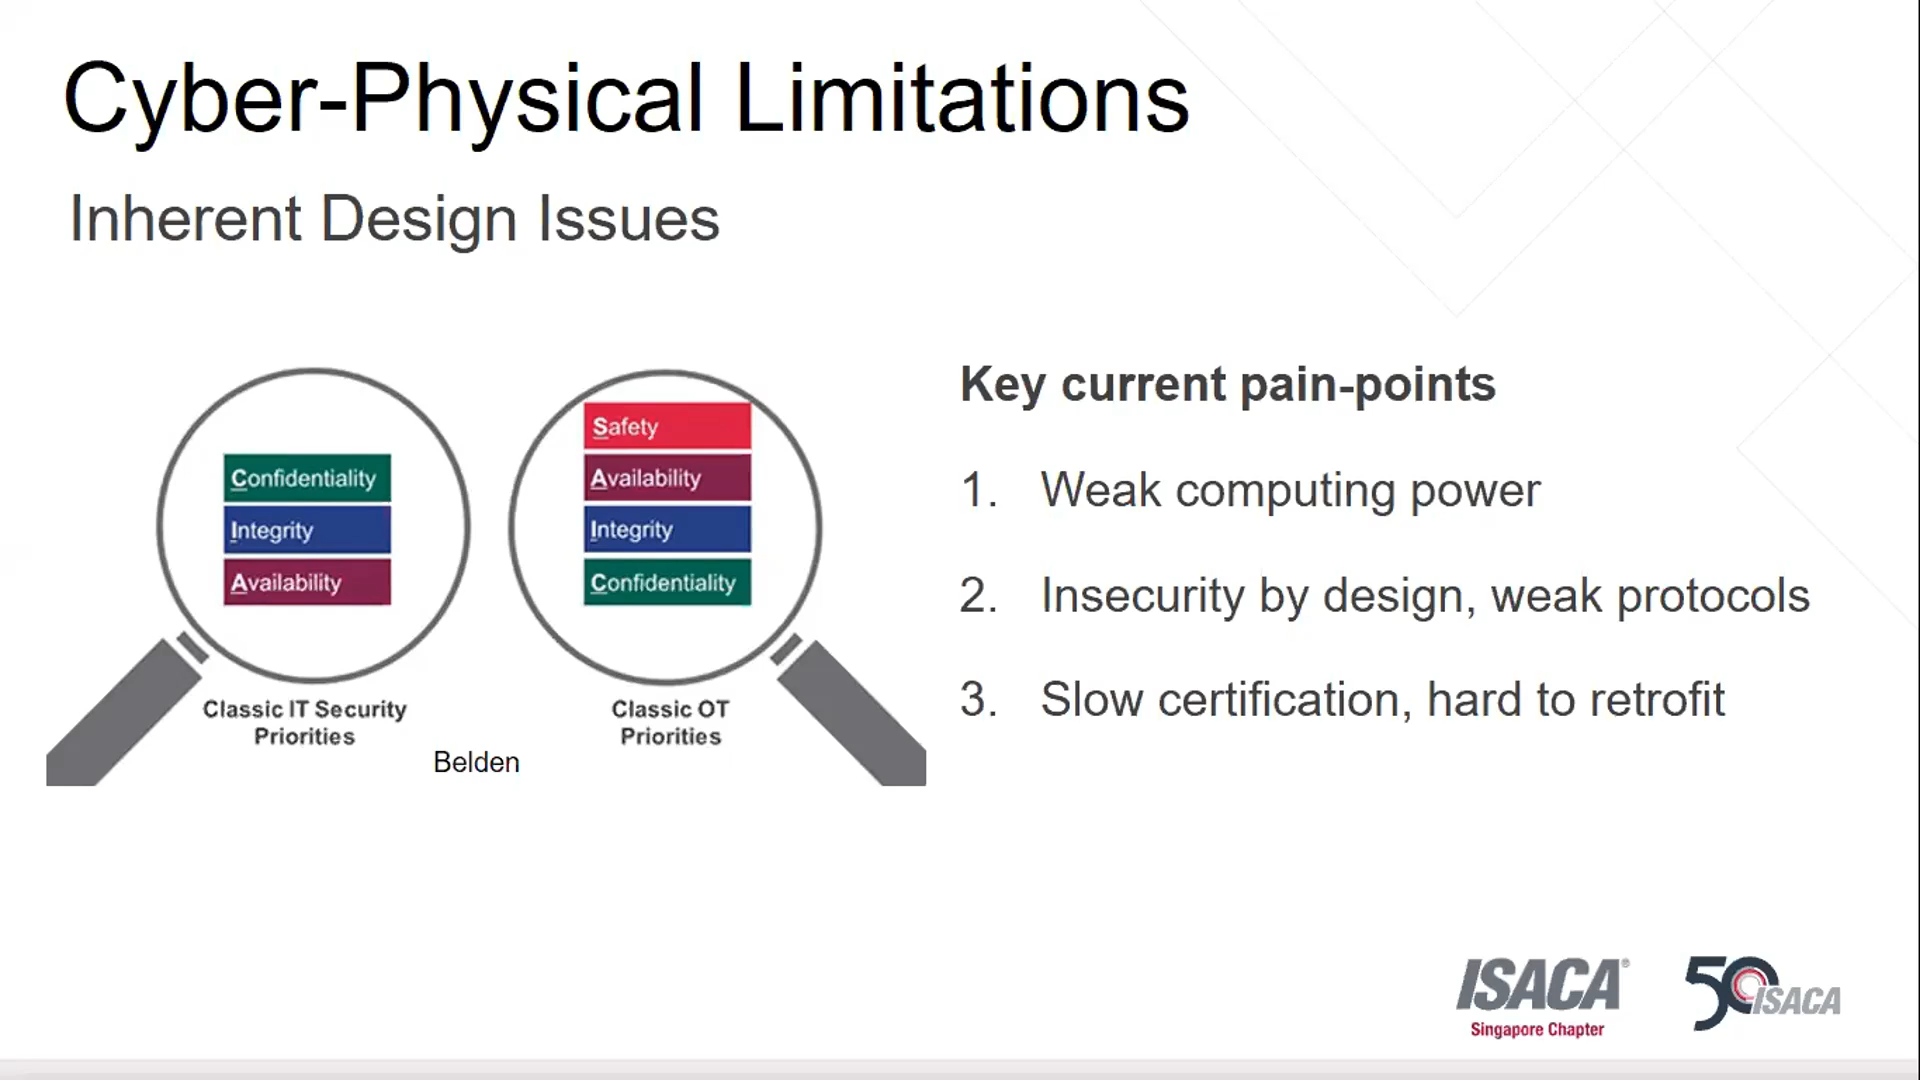 Cyber-Physical Limitations
Inherent Design Issues
Confidentiality
Integrity
Availability
Classic IT Security
Priorities
Safety
Availability
Integrity
Confidentiality
Classic OT
Priorities
Belden
Key current pain-points
1. Weak computing power
2. Insecurity by design, weak protocols
3. Slow certification, hard to retrofit
ISACA®
Singapore Chapter
50 ISACA